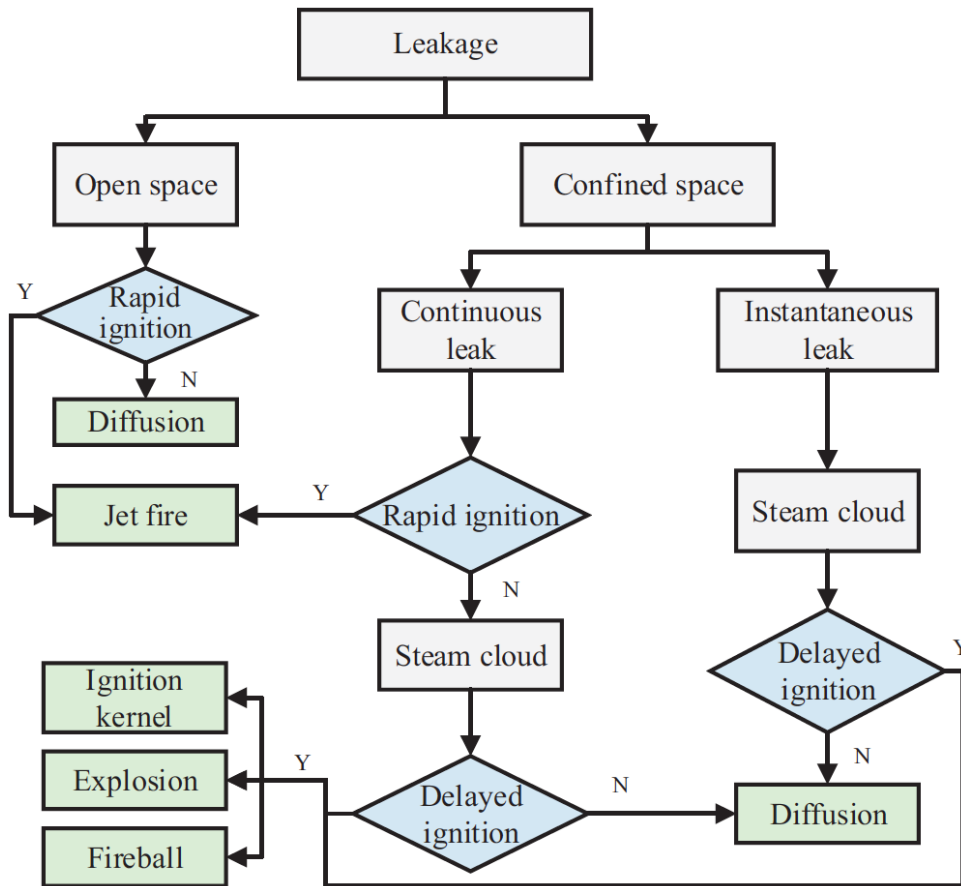 Leakage
Open space
Confined space
Y
Rapid
ignition
N
Diffusion
Jet fire
Continuous
leak
Instantaneous
leak
Y
Rapid ignition
N
Steam cloud
Steam cloud
Delayed
ignition
Y
N
Diffusion
Delayed
ignition
N
Y
Ignition
kernel
Explosion
Fireball